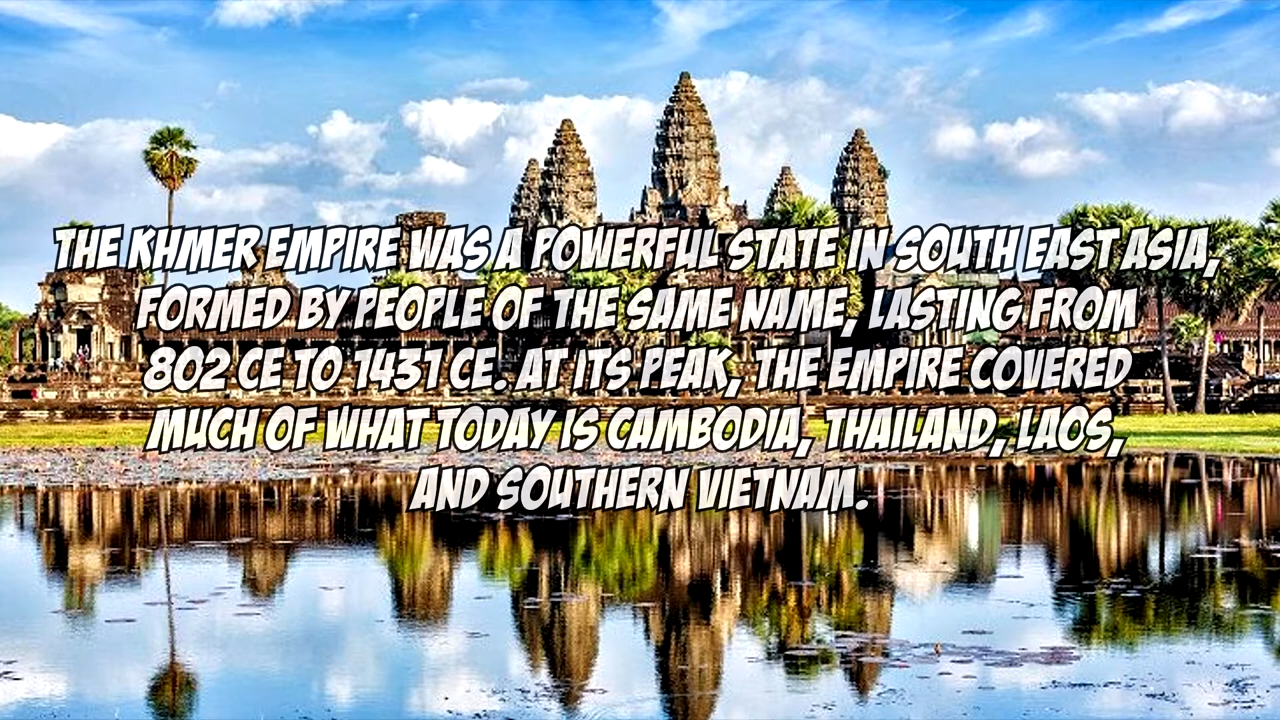 THE KHMER EMPIRE WAS A POWERFUL STATE IN SOUTH EAST ASIA,
FORMED BY PEOPLE OF THE SAME NAME, LASTING FROM
802 CE TO 1431 CE. AT ITS PEAK, THE EMPIRE COVERED
MUCH OF WHAT TODAY IS CAMBODIA, THAILAND, LAOS,
AND SOUTHERN VIETNAM.